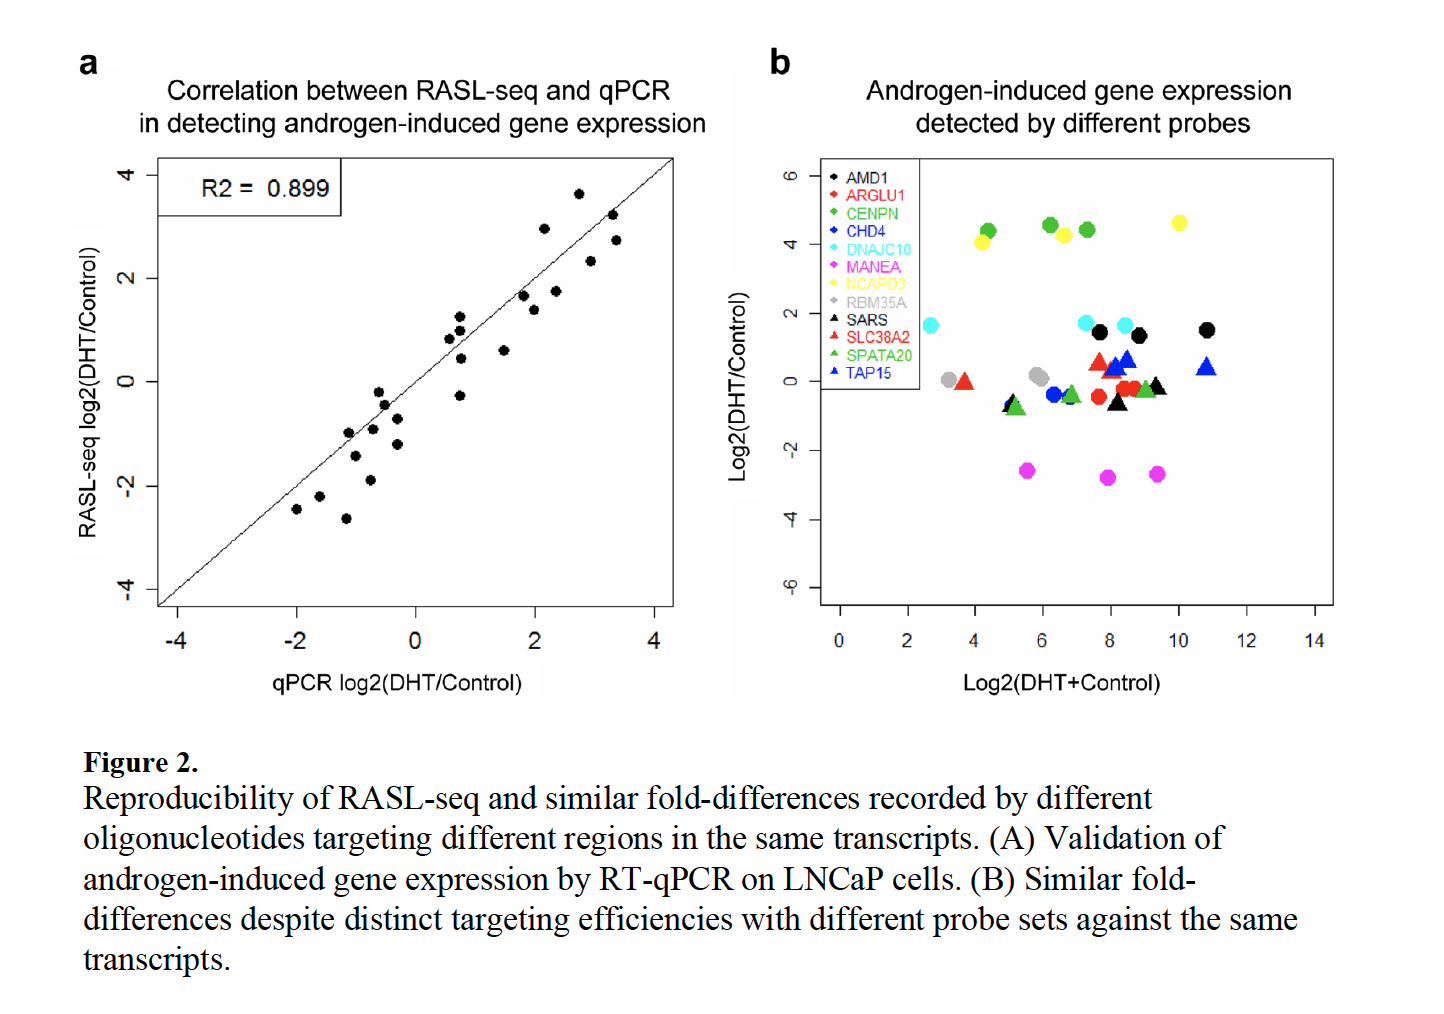 a
Correlation between RASL-seq and qPCR
in detecting androgen-induced gene expression
R2 = 0.899
RASL-seq log2(DHT/Control)
4
2
0
-2
-4
-4 -2 0 2 4
qPCR log2(DHT/Control)
b
Androgen-induced gene expression
detected by different probes
AMD1
ARGLU1
CENPN
CHD4
DNAJC10
MANEA
NCAPD3
RBM35A
SARS
SLC38A2
SPATA20
TAP15
Log2(DHT/Control)
6
4
2
0
-2
-4
-6
0 2 4 6 8 10 12 14
Log2(DHT+Control)
Figure 2.
Reproducibility of RASL-seq and similar fold-differences recorded by different
oligonucleotides targeting different regions in the same transcripts. (A) Validation of
androgen-induced gene expression by RT-qPCR on LNCaP cells. (B) Similar fold-
differences despite distinct targeting efficiencies with different probe sets against the same
transcripts.